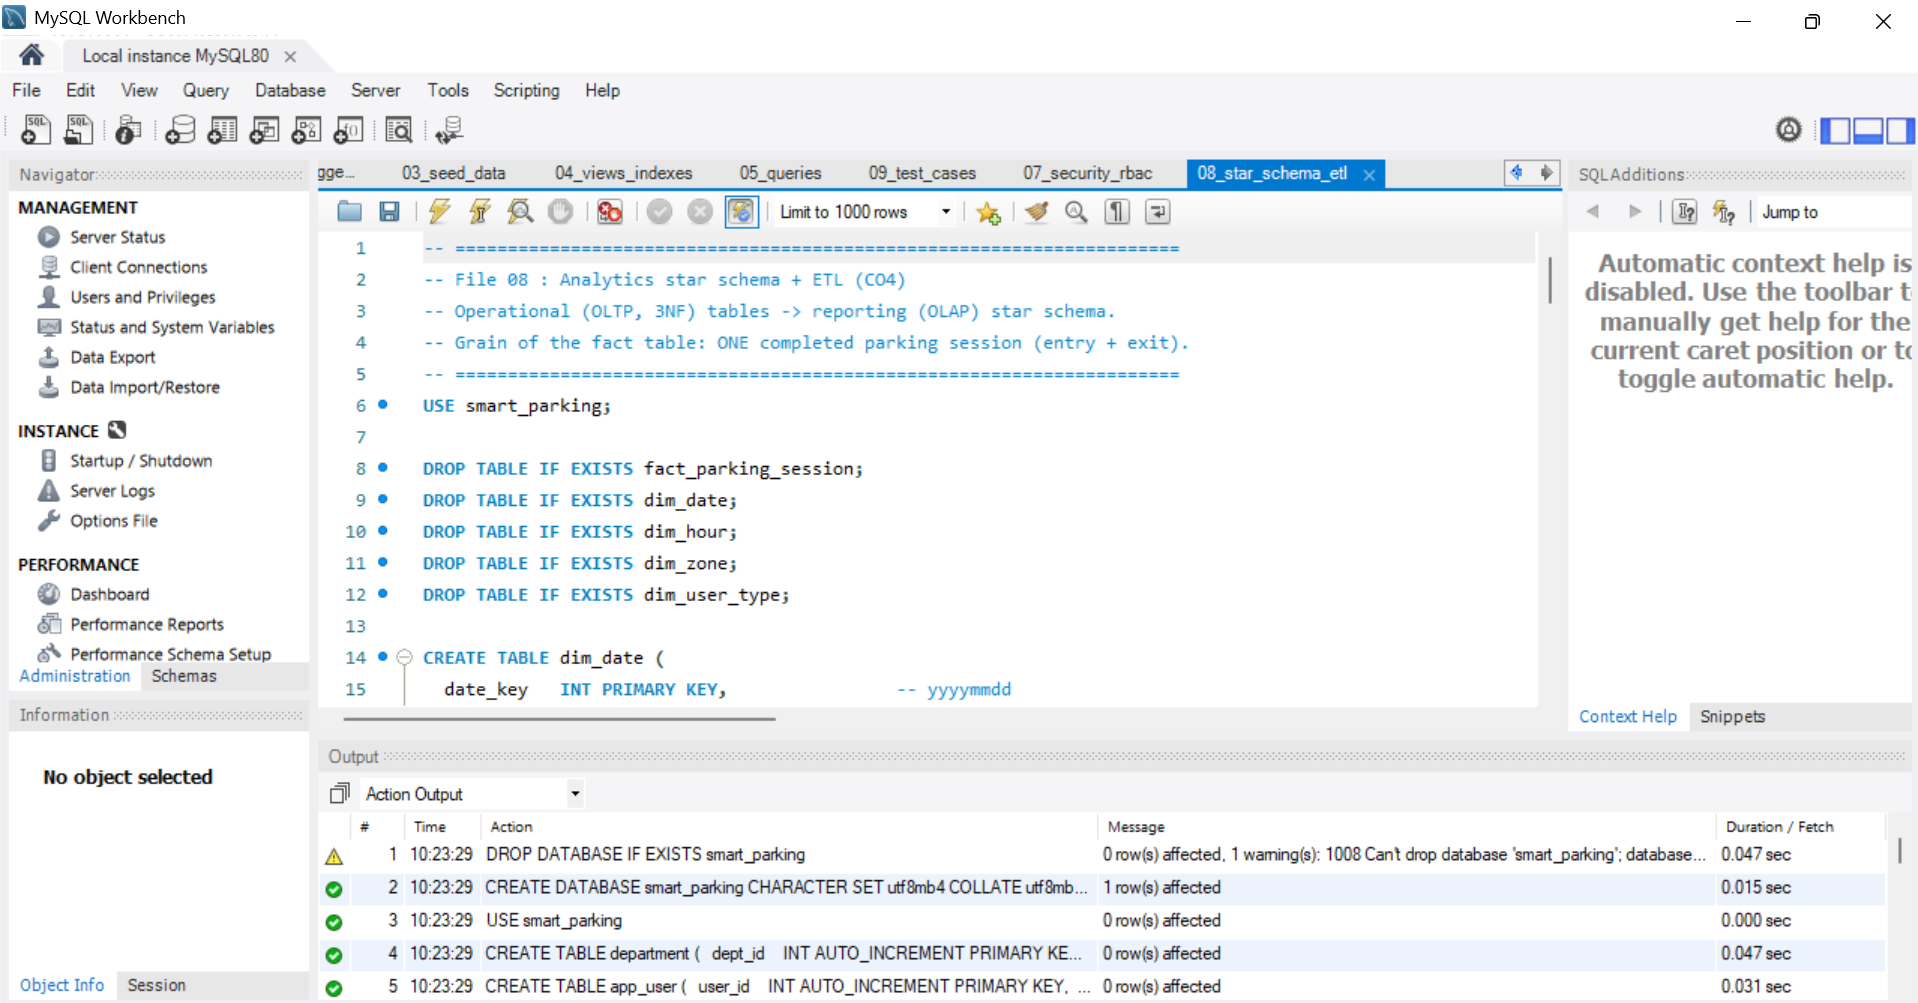 MySQL Workbench
Local instance MySQL80
File Edit View Query Database Server Tools Scripting Help
Navigator
MANAGEMENT
Server Status
Client Connections
Users and Privileges
Status and System Variables
Data Export
Data Import/Restore
INSTANCE
Startup / Shutdown
Server Logs
Options File
PERFORMANCE
Dashboard
Performance Reports
Performance Schema Setup
Administration Schemas
Information
No object selected
Object Info Session
gge... 03_seed_data 04_views_indexes 05_queries 09_test_cases 07_security_rbac 08_star_schema_etl
Limit to 1000 rows
1 -- =====================================================================
2 -- File 08 : Analytics star schema + ETL (CO4)
3 -- Operational (OLTP, 3NF) tables -> reporting (OLAP) star schema.
4 -- Grain of the fact table: ONE completed parking session (entry + exit).
5 -- =====================================================================
6 USE smart_parking;
7
8 DROP TABLE IF EXISTS fact_parking_session;
9 DROP TABLE IF EXISTS dim_date;
10 DROP TABLE IF EXISTS dim_hour;
11 DROP TABLE IF EXISTS dim_zone;
12 DROP TABLE IF EXISTS dim_user_type;
13
14 CREATE TABLE dim_date (
15 date_key INT PRIMARY KEY, -- yyyymmdd
SQLAdditions
Jump to
Automatic context help is
disabled. Use the toolbar t
manually get help for the
current caret position or to
toggle automatic help.
Context Help Snippets
Output
Action Output
# Time Action Message Duration / Fetch
1 10:23:29 DROP DATABASE IF EXISTS smart_parking 0 row(s) affected, 1 warning(s): 1008 Can't drop database 'smart_parking'; database... 0.047 sec
2 10:23:29 CREATE DATABASE smart_parking CHARACTER SET utf8mb4 COLLATE utf8mb... 1 row(s) affected 0.015 sec
3 10:23:29 USE smart_parking 0 row(s) affected 0.000 sec
4 10:23:29 CREATE TABLE department ( dept_id INT AUTO_INCREMENT PRIMARY KE... 0 row(s) affected 0.047 sec
5 10:23:29 CREATE TABLE app_user ( user_id INT AUTO_INCREMENT PRIMARY KEY, ... 0 row(s) affected 0.031 sec